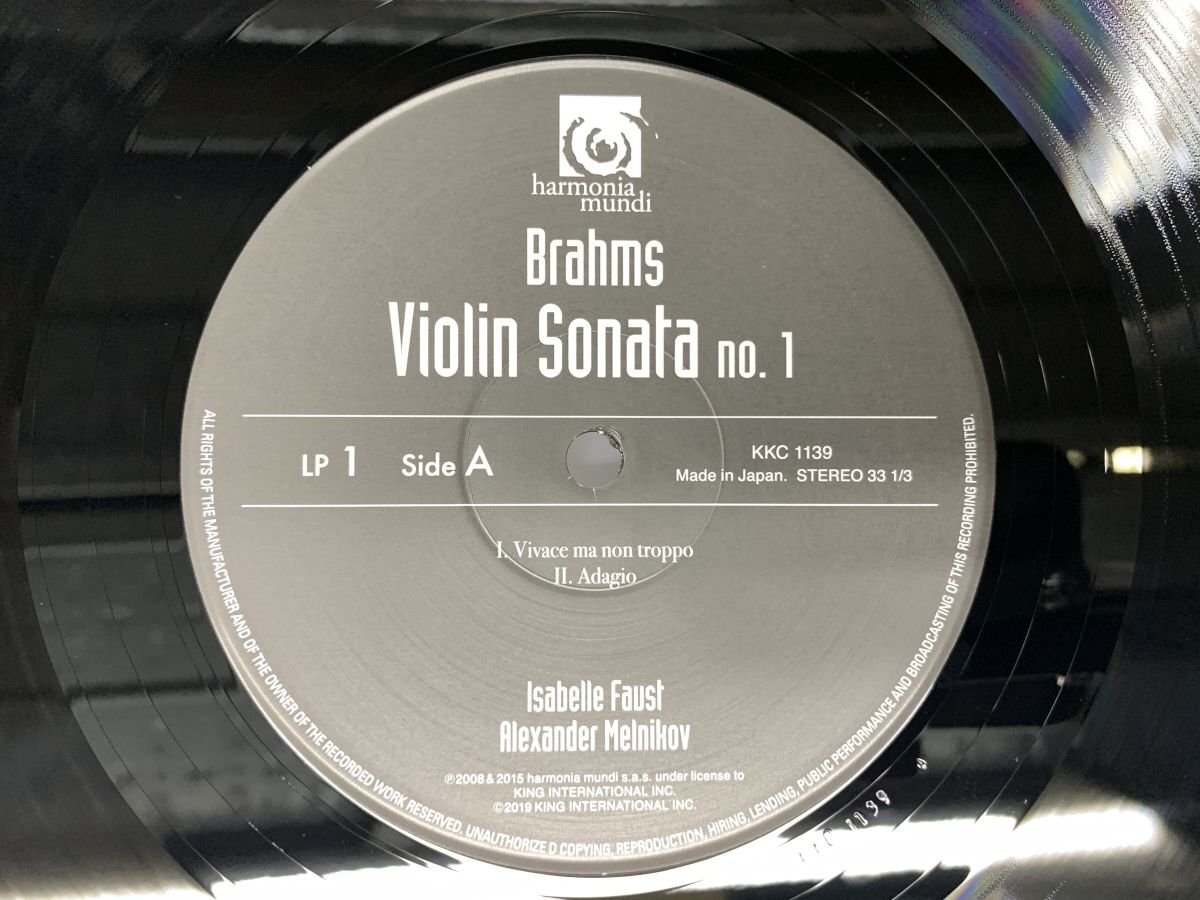 harmonia
mundi
Brahms
Violin Sonata no. 1
LP 1 Side A
KKC 1139
Made in Japan. STEREO 33 1/3
I. Vivace ma non troppo
II. Adagio
Isabelle Faust
Alexander Melnikov
℗2008 & 2015 harmonia mundi s.a.s. under license to
KING INTERNATIONAL INC.
©2019 KING INTERNATIONAL INC.
ALL RIGHTS OF THE MANUFACTURER AND OF THE OWNER OF THE RECORDED WORK RESERVED. UNAUTHORIZE D COPYING, REPRODUCTION, HIRING, LENDING, PUBLIC PERFORMANCE AND BROADCASTING OF THIS RECORDING PROHIBITED.
1139